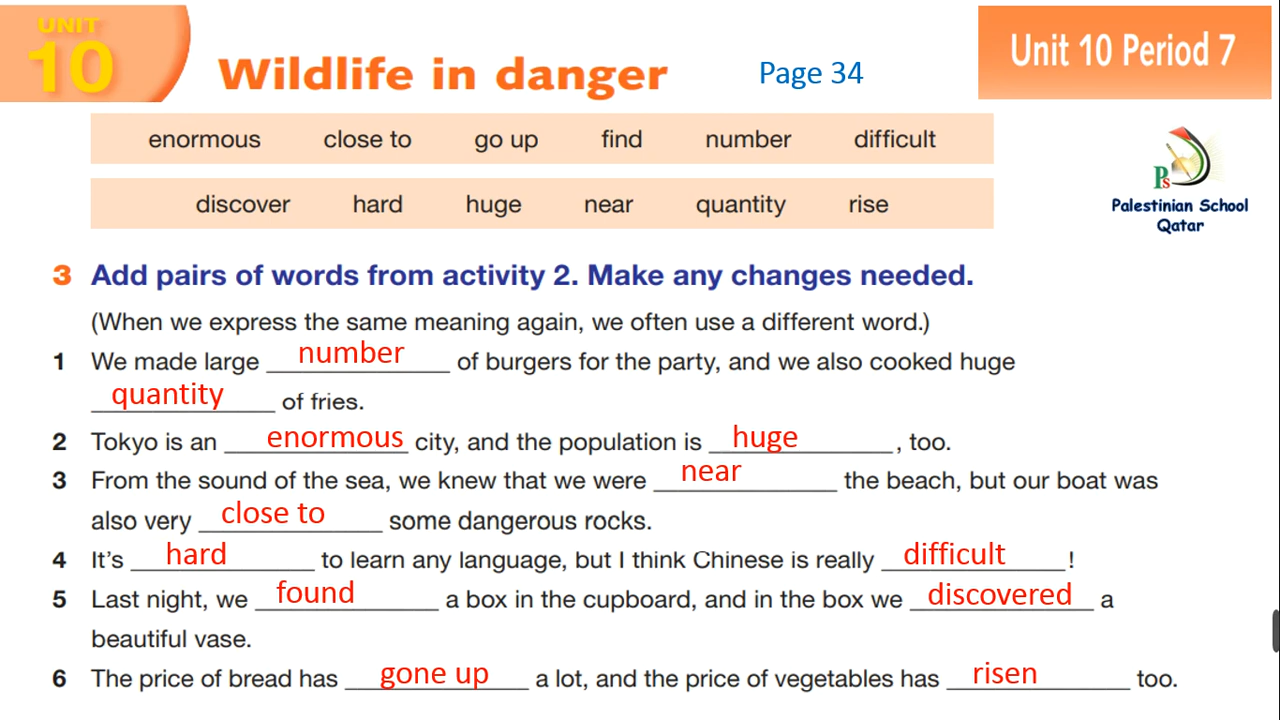 UNIT
10
Wildlife in danger
Page 34
Unit 10 Period 7
enormous close to go up find number difficult
discover hard huge near quantity rise
Ps
Palestinian School
Qatar
3 Add pairs of words from activity 2. Make any changes needed.
(When we express the same meaning again, we often use a different word.)
1 We made large number of burgers for the party, and we also cooked huge
quantity of fries.
2 Tokyo is an enormous city, and the population is huge, too.
3 From the sound of the sea, we knew that we were near the beach, but our boat was
also very close to some dangerous rocks.
4 It's hard to learn any language, but I think Chinese is really difficult!
5 Last night, we found a box in the cupboard, and in the box we discovered a
beautiful vase.
6 The price of bread has gone up a lot, and the price of vegetables has risen too.